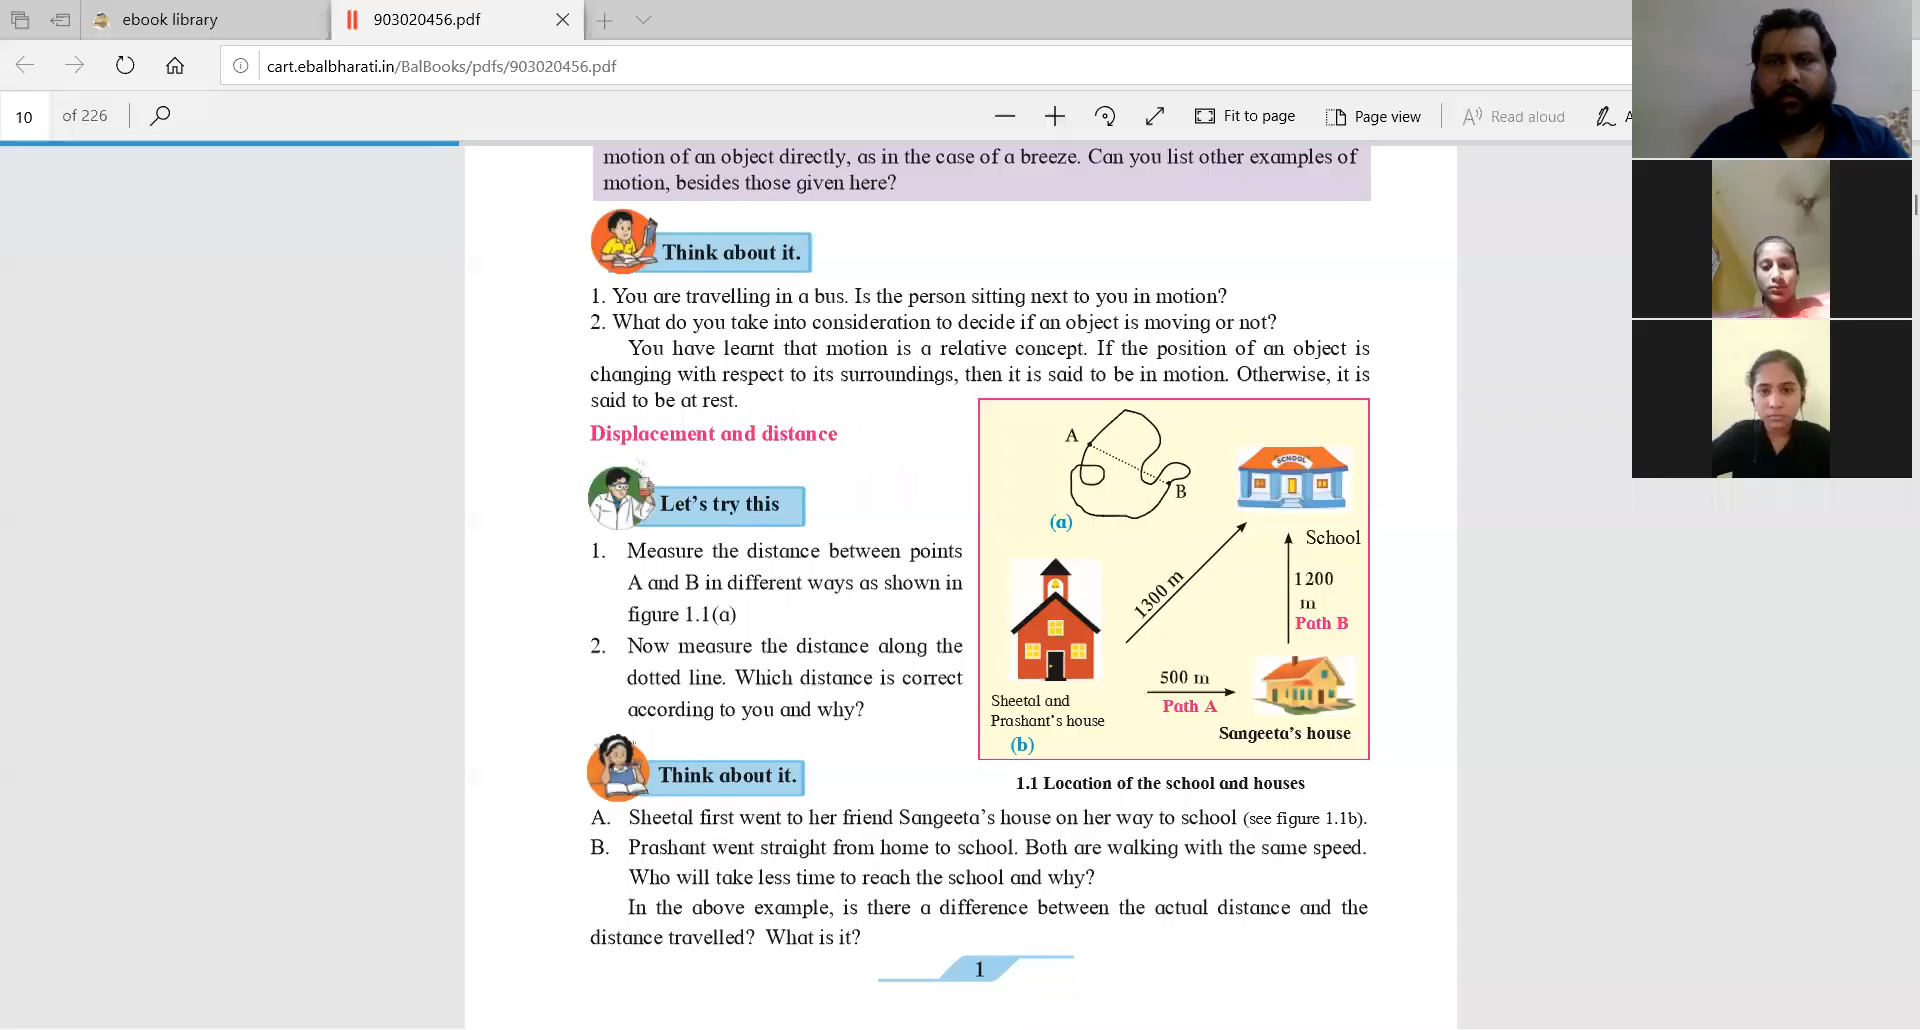 ebook library
903020456.pdf
cart.ebalbharati.in/BalBooks/pdfs/903020456.pdf
10 of 226
Fit to page
Page view
Read aloud
motion of an object directly, as in the case of a breeze. Can you list other examples of
motion, besides those given here?
Think about it.
1. You are travelling in a bus. Is the person sitting next to you in motion?
2. What do you take into consideration to decide if an object is moving or not?
You have learnt that motion is a relative concept. If the position of an object is
changing with respect to its surroundings, then it is said to be in motion. Otherwise, it is
said to be at rest.
Displacement and distance
Let's try this
1. Measure the distance between points
A and B in different ways as shown in
figure 1.1(a)
2. Now measure the distance along the
dotted line. Which distance is correct
according to you and why?
A
B
(a)
SCHOOL
School
1300 m
1200
m
Path B
500 m
Path A
Sheetal and
Prashant's house
Sangeeta's house
(b)
1.1 Location of the school and houses
Think about it.
A. Sheetal first went to her friend Sangeeta's house on her way to school (see figure 1.1b).
B. Prashant went straight from home to school. Both are walking with the same speed.
Who will take less time to reach the school and why?
In the above example, is there a difference between the actual distance and the
distance travelled? What is it?
1